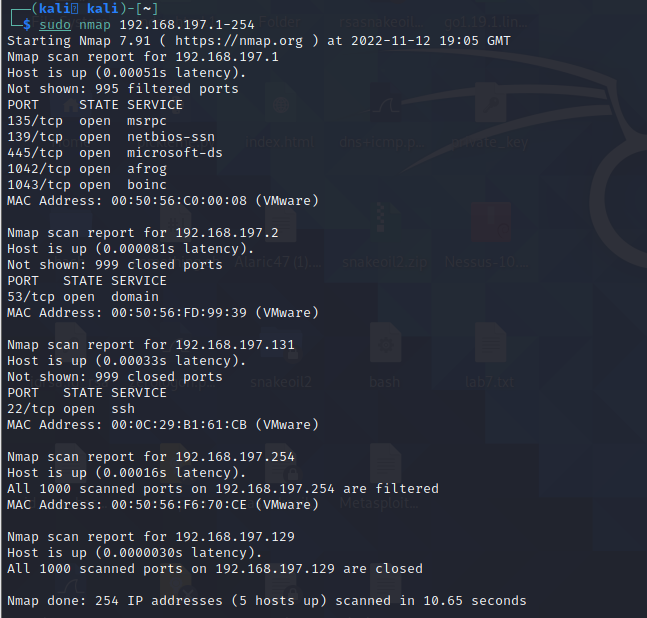 (kali㉿kali)-[~]
$ sudo nmap 192.168.197.1-254
Starting Nmap 7.91 ( https://nmap.org ) at 2022-11-12 19:05 GMT
Nmap scan report for 192.168.197.1
Host is up (0.00051s latency).
Not shown: 995 filtered ports
PORT     STATE SERVICE
135/tcp  open  msrpc
139/tcp  open  netbios-ssn
445/tcp  open  microsoft-ds
1042/tcp open  afrog
1043/tcp open  boinc
MAC Address: 00:50:56:C0:00:08 (VMware)

Nmap scan report for 192.168.197.2
Host is up (0.000081s latency).
Not shown: 999 closed ports
PORT   STATE SERVICE
53/tcp open  domain
MAC Address: 00:50:56:FD:99:39 (VMware)

Nmap scan report for 192.168.197.131
Host is up (0.00033s latency).
Not shown: 999 closed ports
PORT   STATE SERVICE
22/tcp open  ssh
MAC Address: 00:0C:29:B1:61:CB (VMware)

Nmap scan report for 192.168.197.254
Host is up (0.00016s latency).
All 1000 scanned ports on 192.168.197.254 are filtered
MAC Address: 00:50:56:F6:70:CE (VMware)

Nmap scan report for 192.168.197.129
Host is up (0.0000030s latency).
All 1000 scanned ports on 192.168.197.129 are closed

Nmap done: 254 IP addresses (5 hosts up) scanned in 10.65 seconds